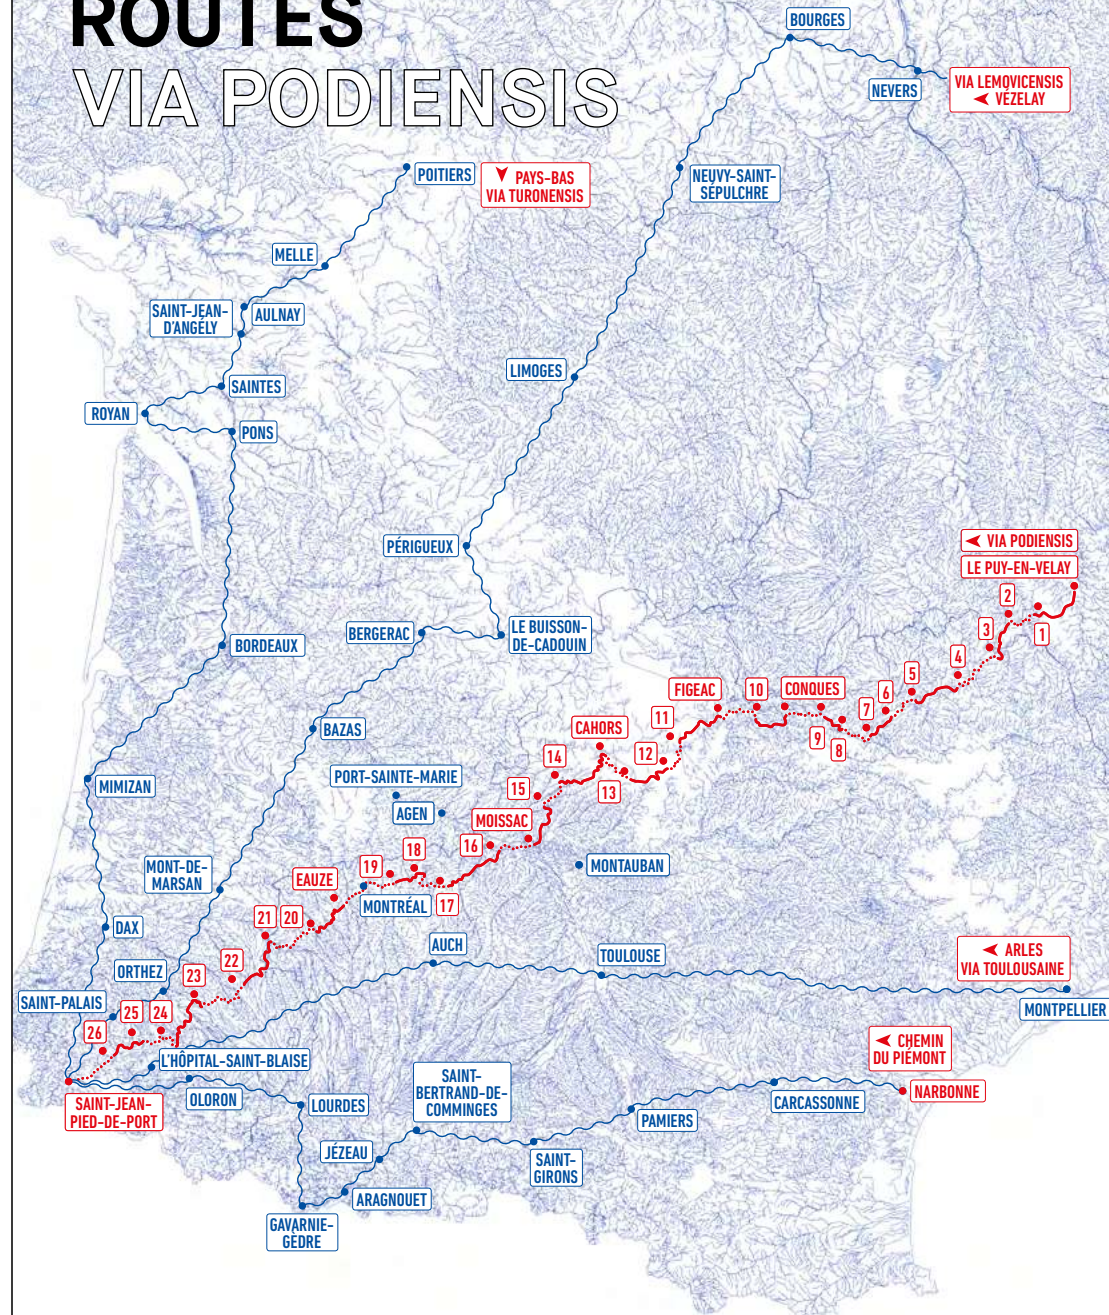 ROUTES
VIA PODIENSIS
BOURGES
NEVERS
VIA LEMOVICENSIS
VÉZELAY
POITIERS
PAYS-BAS
VIA TURONENSIS
NEUVY-SAINT-
SÉPULCHRE
MELLE
SAINT-JEAN-
D'ANGÉLY
AULNAY
LIMOGES
SAINTES
ROYAN
PONS
PÉRIGUEUX
VIA PODIENSIS
LE PUY-EN-VELAY
2
1
BERGERAC
LE BUISSON-
DE-CADOUIN
BORDEAUX
3
4
5
6
7
FIGEAC
10
CONQUES
9
8
11
CAHORS
12
BAZAS
14
13
PORT-SAINTE-MARIE
MIMIZAN
15
AGEN
MOISSAC
16
18
19
MONTAUBAN
MONT-DE-
MARSAN
EAUZE
MONTRÉAL
17
21
20
DAX
AUCH
TOULOUSE
ARLES
VIA TOULOUSAINE
22
ORTHEZ
23
SAINT-PALAIS
MONTPELLIER
25
24
26
CHEMIN
DU PIÉMONT
L'HÔPITAL-SAINT-BLAISE
SAINT-JEAN-
PIED-DE-PORT
OLORON
LOURDES
SAINT-
BERTRAND-DE-
COMMINGES
CARCASSONNE
NARBONNE
PAMIERS
JÉZEAU
SAINT-
GIRONS
ARAGNOUET
GAVARNIE-
GÈDRE